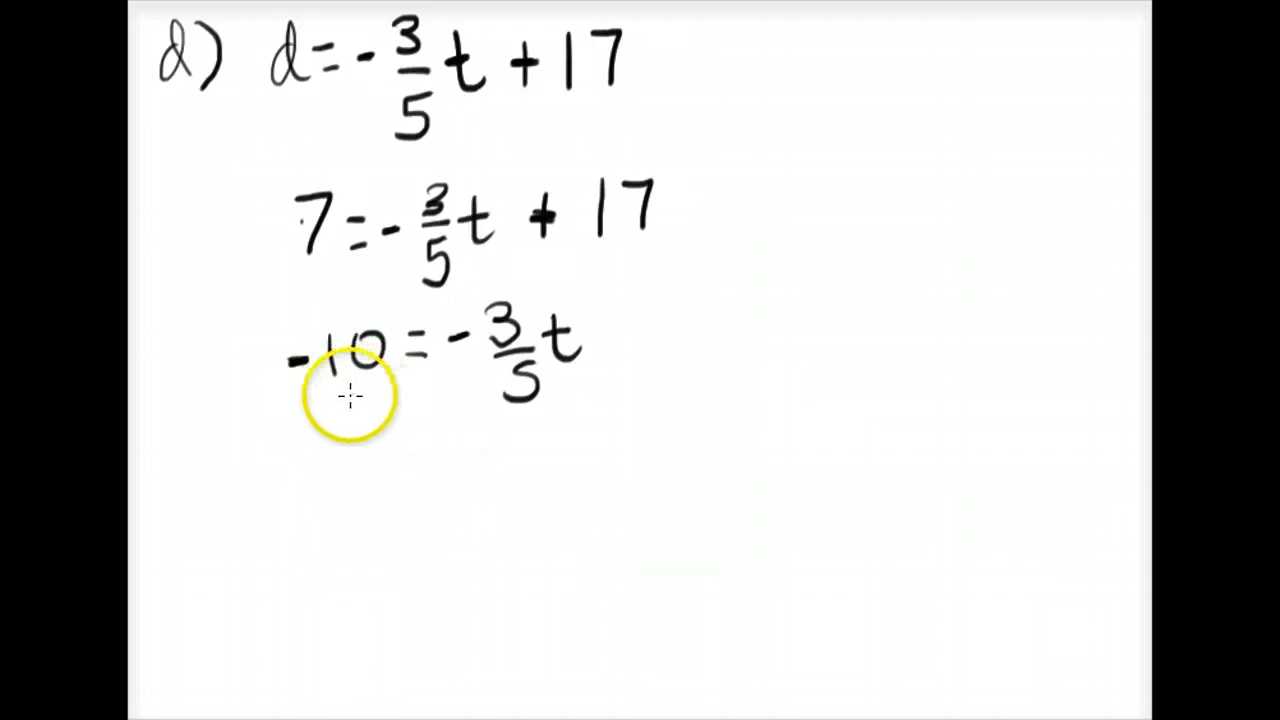 d) d = - 3/5 t + 17
7 = - 3/5 t + 17
-10 = - 3/5 t